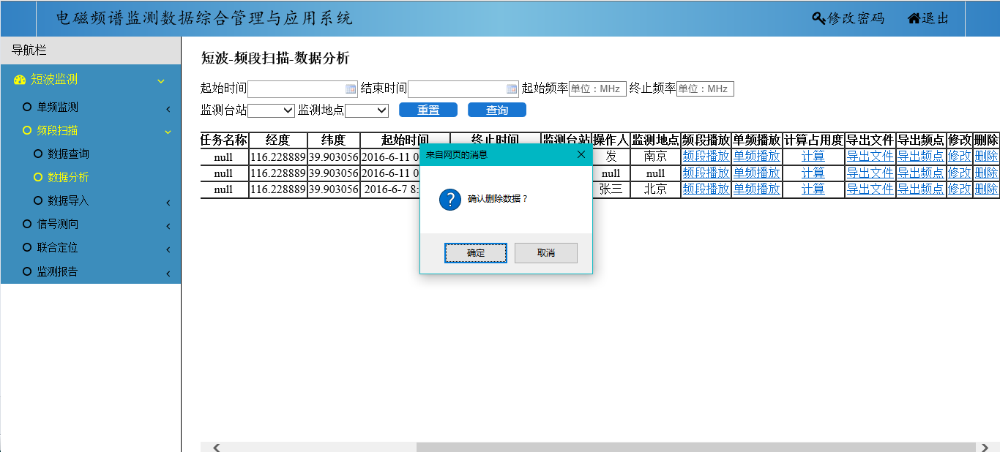 电磁频谱监测数据综合管理与应用系统 修改密码 退出
导航栏
短波监测
单频监测
频段扫描
数据查询
数据分析
数据导入
信号测向
联合定位
监测报告
短波-频段扫描-数据分析
起始时间 结束时间 起始频率 单位：MHz 终止频率 单位：MHz
监测台站 监测地点 重置 查询
任务名称 经度 纬度 起始时间 终止时间 监测台站 操作人 监测地点 频段播放 单频播放 计算占用度 导出文件 导出频点 修改 删除
null 116.228889 39.903056 2016-6-11 0 发 南京 频段播放 单频播放 计算 导出文件 导出频点 修改 删除
null 116.228889 39.903056 2016-6-11 0 null null 频段播放 单频播放 计算 导出文件 导出频点 修改 删除
null 116.228889 39.903056 2016-6-7 8: 张三 北京 频段播放 单频播放 计算 导出文件 导出频点 修改 删除
来自网页的消息
确认删除数据？
确定 取消